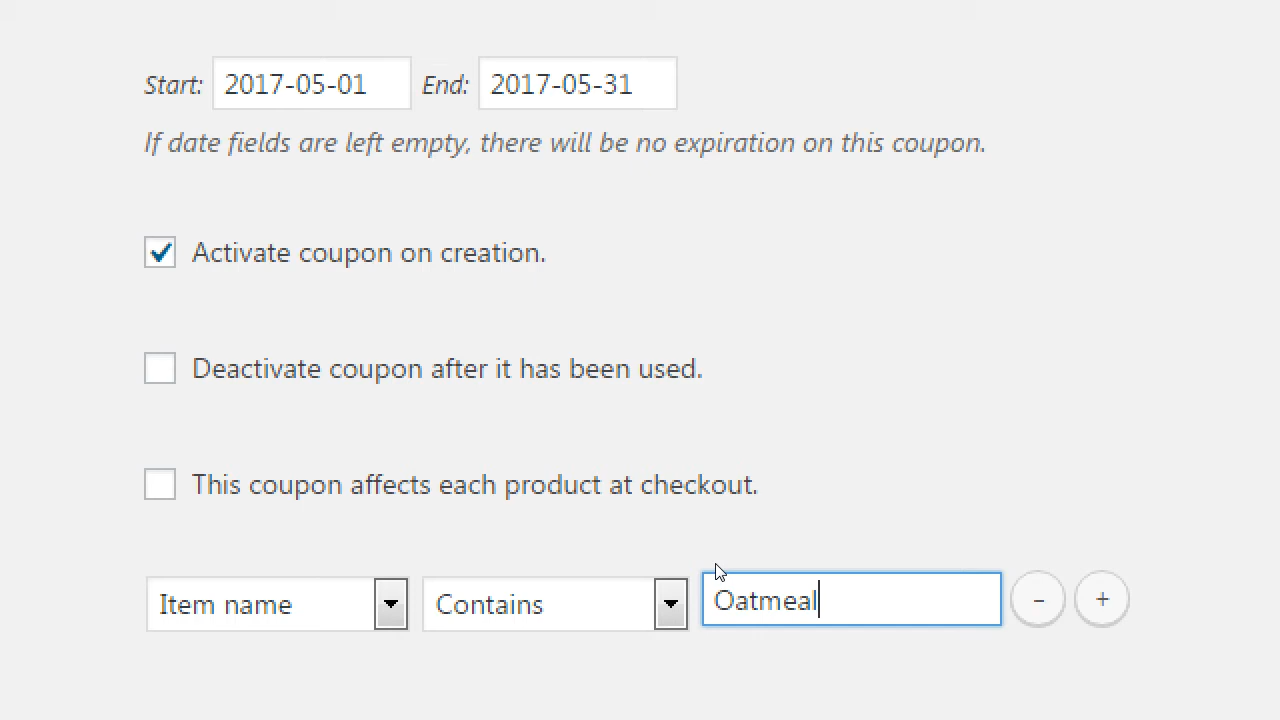 Start: 2017-05-01 End: 2017-05-31
If date fields are left empty, there will be no expiration on this coupon.
Activate coupon on creation.
Deactivate coupon after it has been used.
This coupon affects each product at checkout.
Item name Contains Oatmeal - +